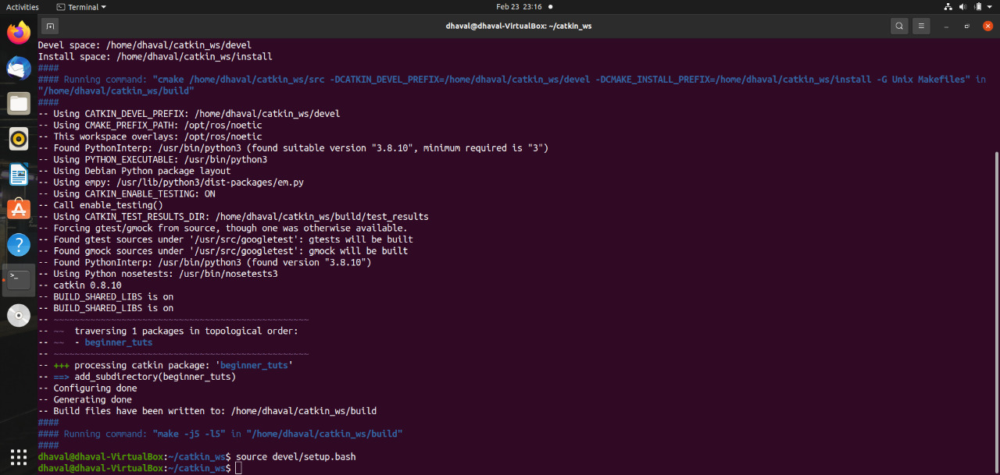 Activities
Terminal
Feb 23 23:16
dhaval@dhaval-VirtualBox: ~/catkin_ws
Devel space: /home/dhaval/catkin_ws/devel
Install space: /home/dhaval/catkin_ws/install
####
#### Running command: "cmake /home/dhaval/catkin_ws/src -DCATKIN_DEVEL_PREFIX=/home/dhaval/catkin_ws/devel -DCMAKE_INSTALL_PREFIX=/home/dhaval/catkin_ws/install -G Unix Makefiles" in
"/home/dhaval/catkin_ws/build"
####
-- Using CATKIN_DEVEL_PREFIX: /home/dhaval/catkin_ws/devel
-- Using CMAKE_PREFIX_PATH: /opt/ros/noetic
-- This workspace overlays: /opt/ros/noetic
-- Found PythonInterp: /usr/bin/python3 (found suitable version "3.8.10", minimum required is "3")
-- Using PYTHON_EXECUTABLE: /usr/bin/python3
-- Using Debian Python package layout
-- Using empy: /usr/lib/python3/dist-packages/em.py
-- Using CATKIN_ENABLE_TESTING: ON
-- Call enable_testing()
-- Using CATKIN_TEST_RESULTS_DIR: /home/dhaval/catkin_ws/build/test_results
-- Forcing gtest/gmock from source, though one was otherwise available.
-- Found gtest sources under '/usr/src/googletest': gtests will be built
-- Found gmock sources under '/usr/src/googletest': gmock will be built
-- Found PythonInterp: /usr/bin/python3 (found version "3.8.10")
-- Using Python nosetests: /usr/bin/nosetests3
-- catkin 0.8.10
-- BUILD_SHARED_LIBS is on
-- BUILD_SHARED_LIBS is on
-- ~~~~~~~~~~~~~~~~~~~~~~~~~~~~~~~~~~~~~~~~~~~~~~~~~
-- ~~  traversing 1 packages in topological order:
-- ~~  - beginner_tuts
-- ~~~~~~~~~~~~~~~~~~~~~~~~~~~~~~~~~~~~~~~~~~~~~~~~~
-- +++ processing catkin package: 'beginner_tuts'
-- ==> add_subdirectory(beginner_tuts)
-- Configuring done
-- Generating done
-- Build files have been written to: /home/dhaval/catkin_ws/build
####
#### Running command: "make -j5 -l5" in "/home/dhaval/catkin_ws/build"
####
dhaval@dhaval-VirtualBox:~/catkin_ws$ source devel/setup.bash
dhaval@dhaval-VirtualBox:~/catkin_ws$